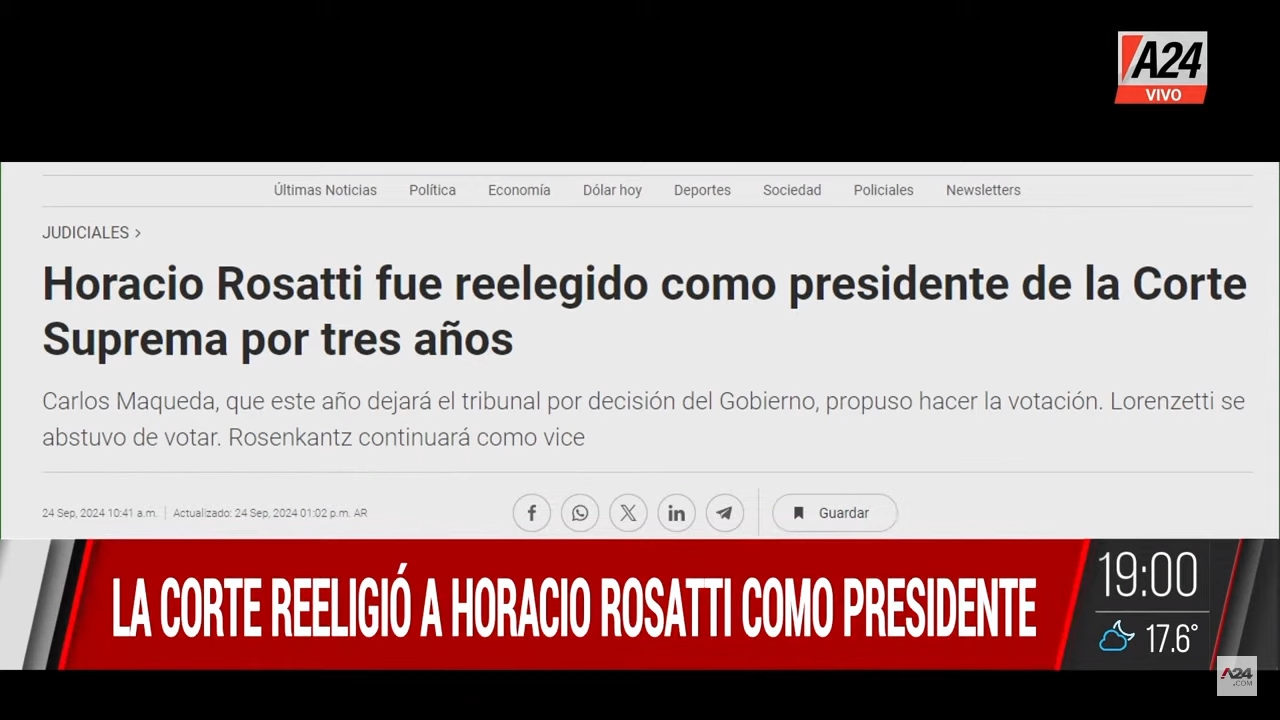 A24
VIVO
Últimas Noticias Política Economía Dólar hoy Deportes Sociedad Policiales Newsletters
JUDICIALES >
Horacio Rosatti fue reelegido como presidente de la Corte
Suprema por tres años
Carlos Maqueda, que este año dejará el tribunal por decisión del Gobierno, propuso hacer la votación. Lorenzetti se
abstuvo de votar. Rosenkantz continuará como vice
24 Sep, 2024 10:41 a.m. | Actualizado: 24 Sep, 2024 01:02 p.m. AR
Guardar
LA CORTE REELIGIÓ A HORACIO ROSATTI COMO PRESIDENTE
19:00
17.6°
A24
.COM